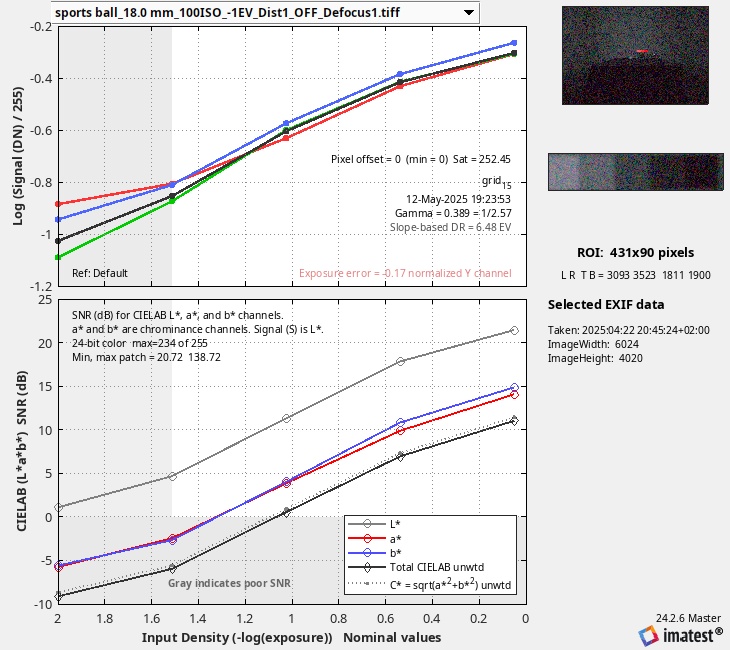 sports ball_18.0 mm_100ISO_-1EV_Dist1_OFF_Defocus1.tiff
-0.2
-0.4
-0.6
-0.8
-1
-1.2
Log (Signal (DN) / 255)
Pixel offset = 0 (min = 0) Sat = 252.45
grid_15
12-May-2025 19:23:53
Gamma = 0.389 = 1/2.57
Slope-based DR = 6.48 EV
Ref: Default
Exposure error = -0.17 normalized Y channel
ROI: 431x90 pixels
L R T B = 3093 3523 1811 1900
Selected EXIF data
Taken: 2025:04:22 20:45:24+02:00
ImageWidth: 6024
ImageHeight: 4020
25
20
15
10
5
0
-5
-10
CIELAB (L*a*b*) SNR (dB)
SNR (dB) for CIELAB L*, a*, and b* channels.
a* and b* are chrominance channels. Signal (S) is L*.
24-bit color max=234 of 255
Min, max patch = 20.72 138.72
L*
a*
b*
Total CIELAB unwtd
C* = sqrt(a*2+b*2) unwtd
Gray indicates poor SNR
2 1.8 1.6 1.4 1.2 1 0.8 0.6 0.4 0.2 0
Input Density (-log(exposure)) Nominal values
24.2.6 Master
imatest®